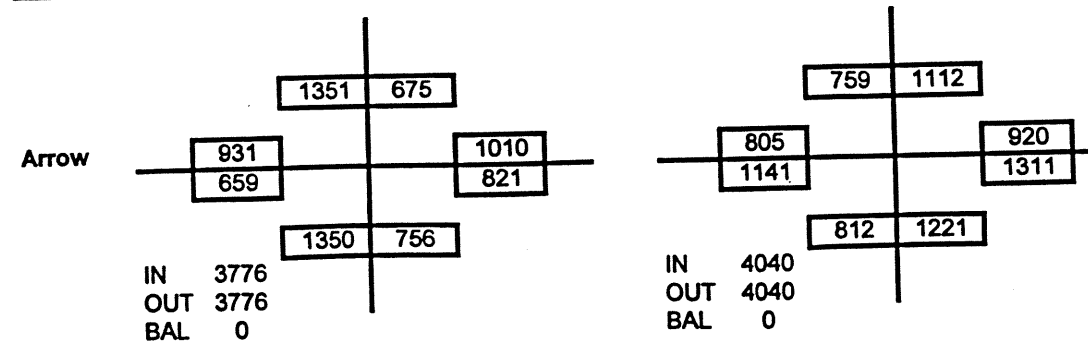 1351 675 759 1112
Arrow 931 1010 805 920
659 821 1141 1311
1350 756 812 1221
IN 3776 IN 4040
OUT 3776 OUT 4040
BAL 0 BAL 0